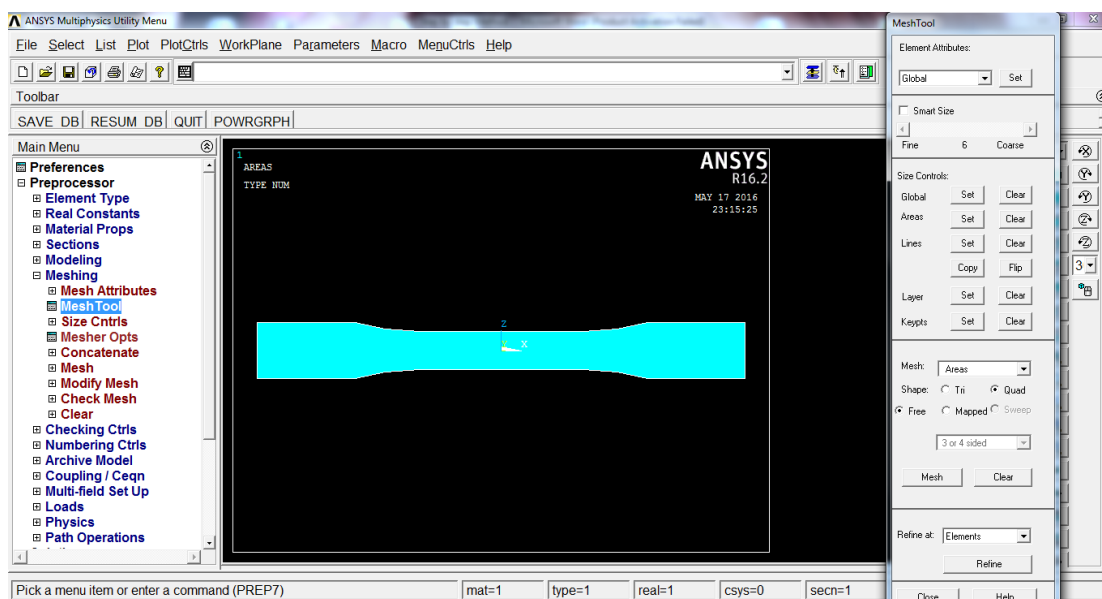 ANSYS Multiphysics Utility Menu
File Select List Plot PlotCtrls WorkPlane Parameters Macro MenuCtrls Help
Toolbar
SAVE_DB RESUM_DB QUIT POWRGRPH
Main Menu
Preferences
Preprocessor
Element Type
Real Constants
Material Props
Sections
Modeling
Meshing
Mesh Attributes
MeshTool
Size Cntrls
Mesher Opts
Concatenate
Mesh
Modify Mesh
Check Mesh
Clear
Checking Ctrls
Numbering Ctrls
Archive Model
Coupling / Ceqn
Multi-field Set Up
Loads
Physics
Path Operations
1
AREAS
TYPE NUM
ANSYS
R16.2
MAY 17 2016
23:15:25
Z
Y X
MeshTool
Element Attributes:
Global Set
Smart Size
Fine 6 Coarse
Size Controls:
Global Set Clear
Areas Set Clear
Lines Set Clear
Copy Flip
Layer Set Clear
Keypts Set Clear
Mesh: Areas
Shape: Tri Quad
Free Mapped Sweep
3 or 4 sided
Mesh Clear
Refine at: Elements
Refine
Close Help
3
Pick a menu item or enter a command (PREP7) mat=1 type=1 real=1 csys=0 secn=1